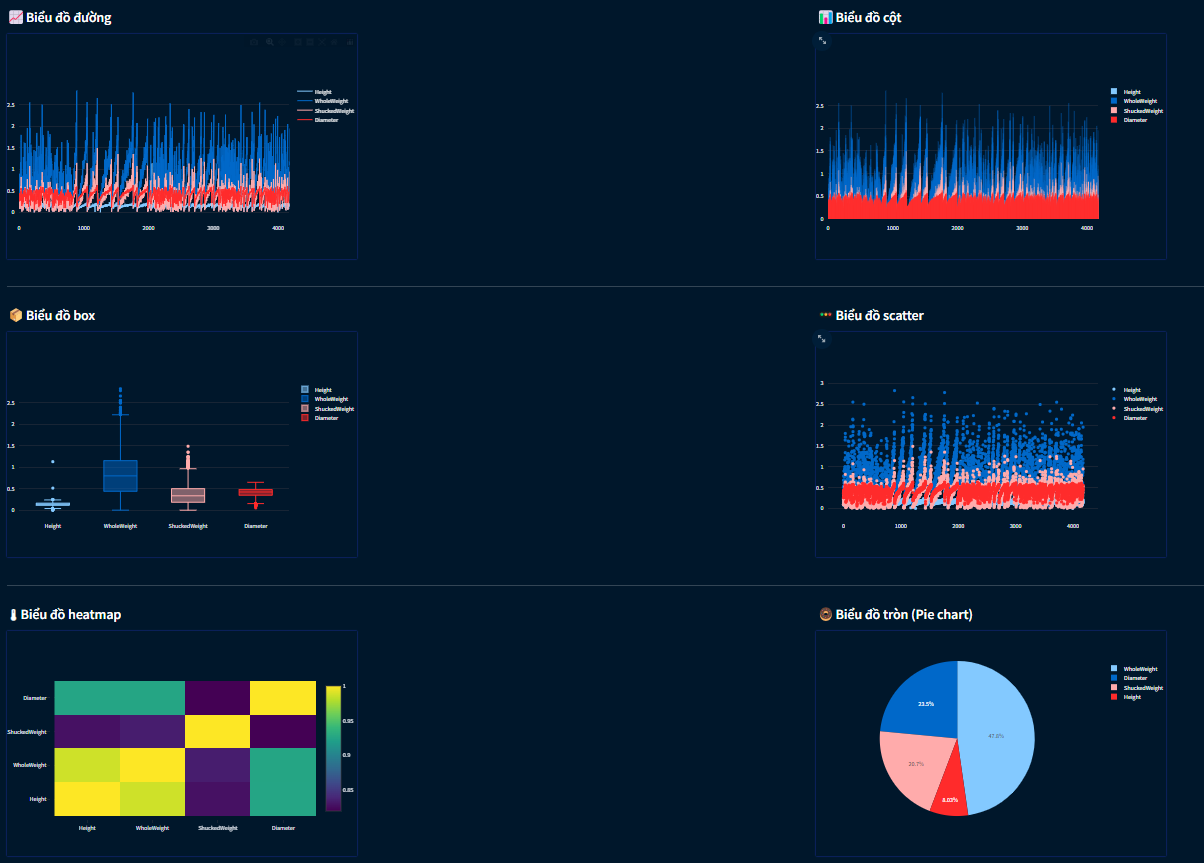 Biểu đồ đường
2.5
2
1.5
1
0.5
0
0 1000 2000 3000 4000
Height
WholeWeight
ShuckedWeight
Diameter
Biểu đồ cột
2.5
2
1.5
1
0.5
0
0 1000 2000 3000 4000
Height
WholeWeight
ShuckedWeight
Diameter
Biểu đồ box
2.5
2
1.5
1
0.5
0
Height WholeWeight ShuckedWeight Diameter
Height
WholeWeight
ShuckedWeight
Diameter
Biểu đồ scatter
3
2.5
2
1.5
1
0.5
0
0 1000 2000 3000 4000
Height
WholeWeight
ShuckedWeight
Diameter
Biểu đồ heatmap
Diameter
ShuckedWeight
WholeWeight
Height
Height WholeWeight ShuckedWeight Diameter
1
0.95
0.9
0.85
Biểu đồ tròn (Pie chart)
23.5%
47.8%
20.7%
8.03%
WholeWeight
Diameter
ShuckedWeight
Height